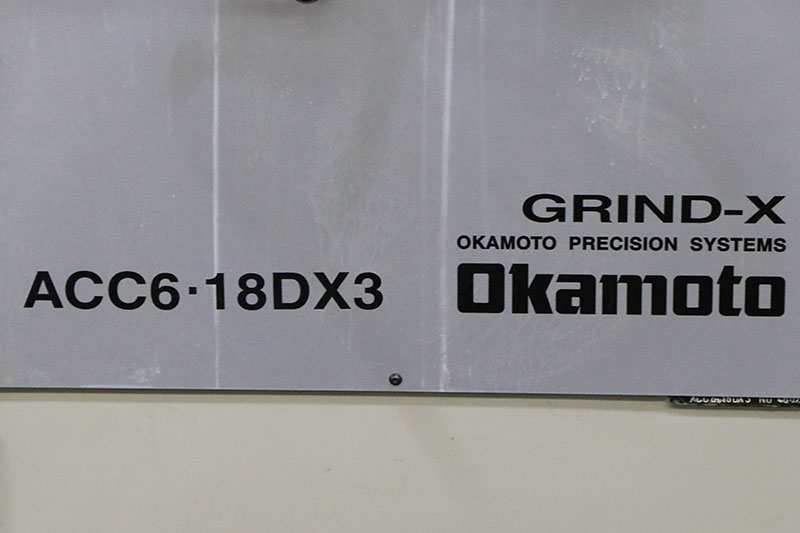 GRIND-X
OKAMOTO PRECISION SYSTEMS
ACC6·18DX3
Okamoto